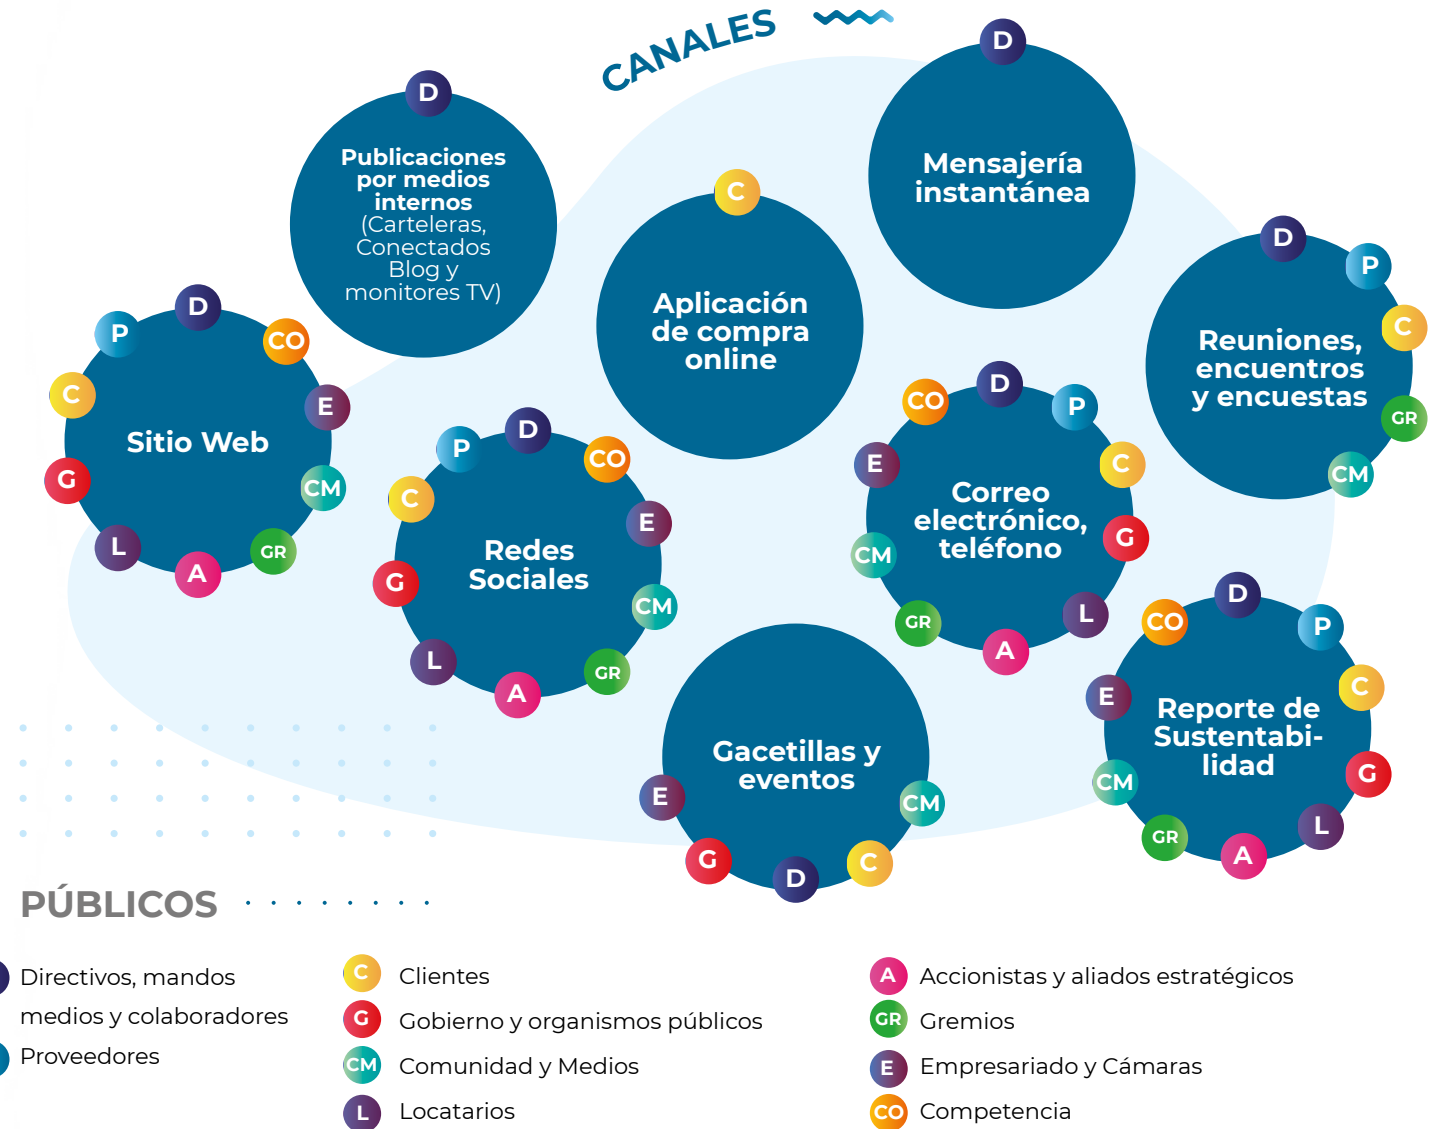 CANALES
D
Publicaciones
por medios
internos
(Carteleras,
Conectados
Blog y
monitores TV)
C
Aplicación
de compra
online
D
Mensajería
instantánea
D
P
C
GR
CM
Reuniones,
encuentros
y encuestas
D
CO
E
CM
GR
A
L
G
C
P
Sitio Web
D
CO
E
CM
GR
A
L
G
C
P
Redes
Sociales
D
P
C
G
L
A
GR
CM
E
CO
Correo
electrónico,
teléfono
E
G
D
C
CM
Gacetillas y
eventos
D
P
C
G
L
A
GR
CM
E
CO
Reporte de
Sustentabi-
lidad
PÚBLICOS
Directivos, mandos
medios y colaboradores
Proveedores
C Clientes
G Gobierno y organismos públicos
CM Comunidad y Medios
L Locatarios
A Accionistas y aliados estratégicos
GR Gremios
E Empresariado y Cámaras
CO Competencia